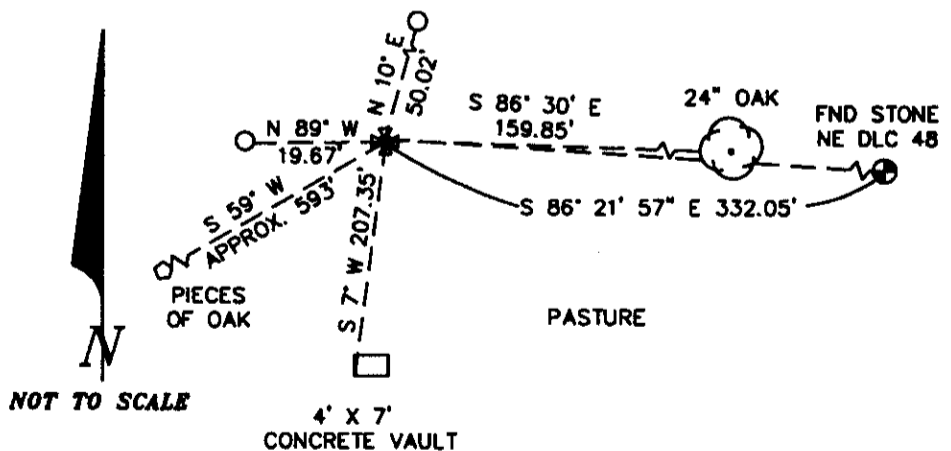 N 10° E
50.02'
S 86° 30' E
159.85'
24" OAK
FND STONE
NE DLC 48
N 89° W
19.67'
S 86° 21' 57" E 332.05'
S 59° W
APPROX. 593'
S 7° W 207.35'
PIECES
OF OAK
PASTURE
N
NOT TO SCALE
4' X 7'
CONCRETE VAULT